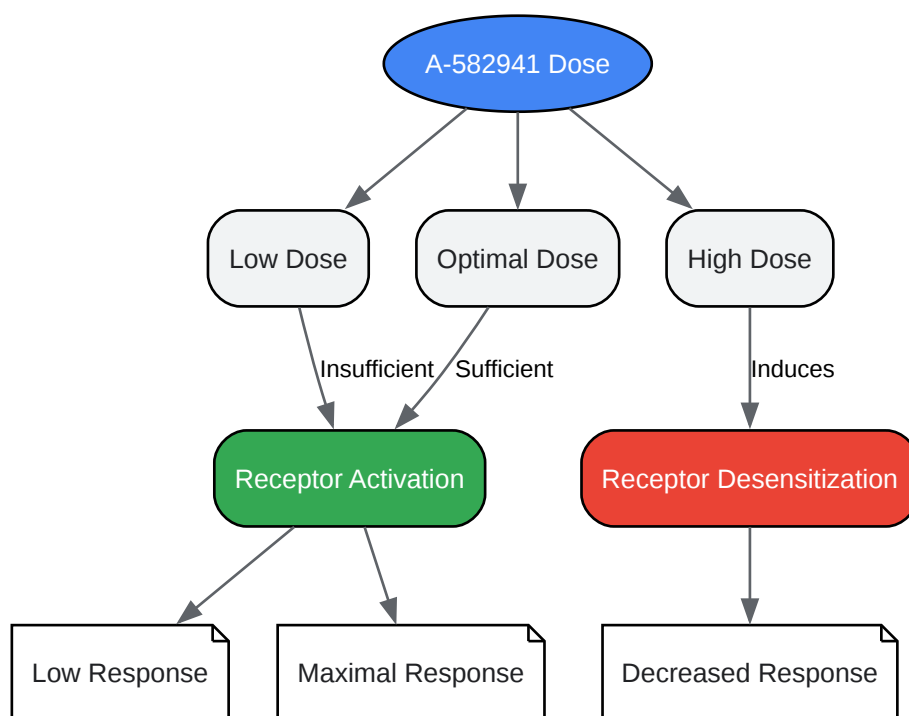 A-582941 Dose
Low Dose
Optimal Dose
High Dose
Insufficient
Sufficient
Induces
Receptor Activation
Receptor Desensitization
Low Response
Maximal Response
Decreased Response